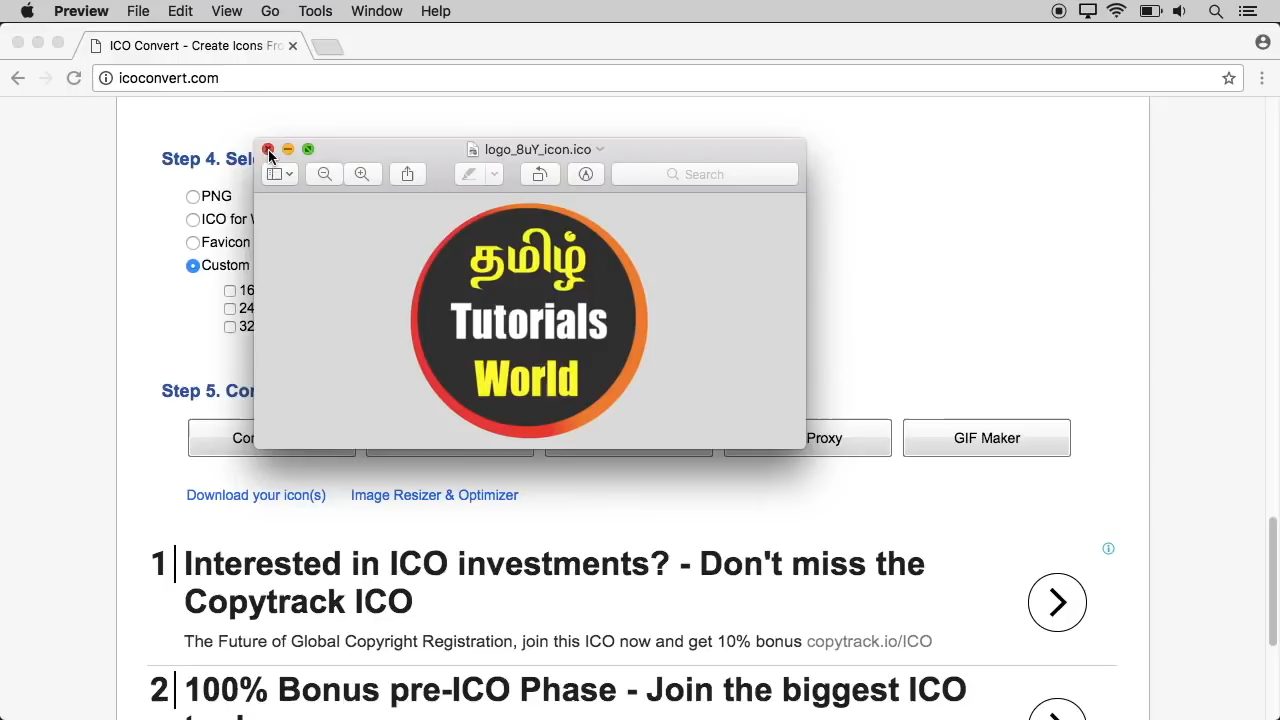 Preview File Edit View Go Tools Window Help
ICO Convert - Create Icons Fro
icoconvert.com
logo_8uY_icon.ico
Search
Step 4. Sel
PNG
ICO for
Favicon
Custom
16
24
32
தமிழ்
Tutorials
World
Step 5. Con
Con
Proxy
GIF Maker
Download your icon(s) Image Resizer & Optimizer
1 Interested in ICO investments? - Don't miss the
Copytrack ICO
The Future of Global Copyright Registration, join this ICO now and get 10% bonus copytrack.io/ICO
2 100% Bonus pre-ICO Phase - Join the biggest ICO